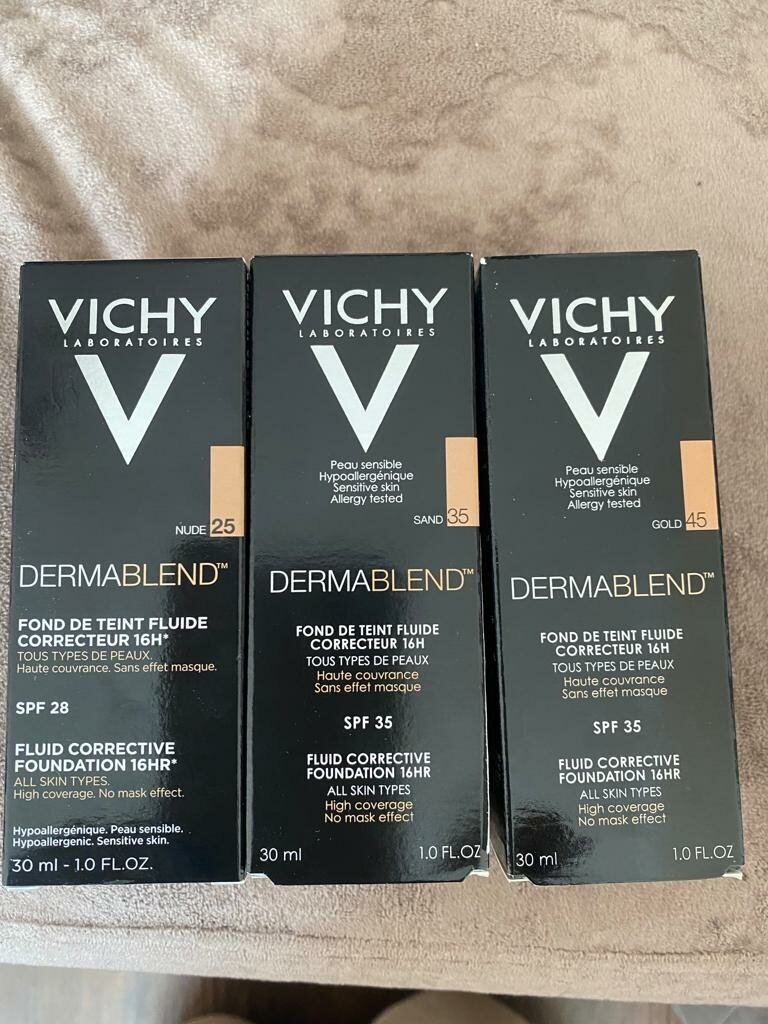 VICHY
LABORATOIRES
NUDE 25
DERMABLEND™
FOND DE TEINT FLUIDE
CORRECTEUR 16H*
TOUS TYPES DE PEAUX.
Haute couvrance. Sans effet masque.
SPF 28
FLUID CORRECTIVE
FOUNDATION 16HR*
ALL SKIN TYPES.
High coverage. No mask effect.
Hypoallergénique. Peau sensible.
Hypoallergenic. Sensitive skin.
30 ml - 1.0 FL.OZ.
VICHY
LABORATOIRES
Peau sensible
Hypoallergénique
Sensitive skin
Allergy tested
SAND 35
DERMABLEND™
FOND DE TEINT FLUIDE
CORRECTEUR 16H
TOUS TYPES DE PEAUX
Haute couvrance
Sans effet masque
SPF 35
FLUID CORRECTIVE
FOUNDATION 16HR
ALL SKIN TYPES
High coverage
No mask effect
30 ml 1.0 FL.OZ
VICHY
LABORATOIRES
Peau sensible
Hypoallergénique
Sensitive skin
Allergy tested
GOLD 45
DERMABLEND™
FOND DE TEINT FLUIDE
CORRECTEUR 16H
TOUS TYPES DE PEAUX
Haute couvrance
Sans effet masque
SPF 35
FLUID CORRECTIVE
FOUNDATION 16HR
ALL SKIN TYPES
High coverage
No mask effect
30 ml 1.0 FL.OZ